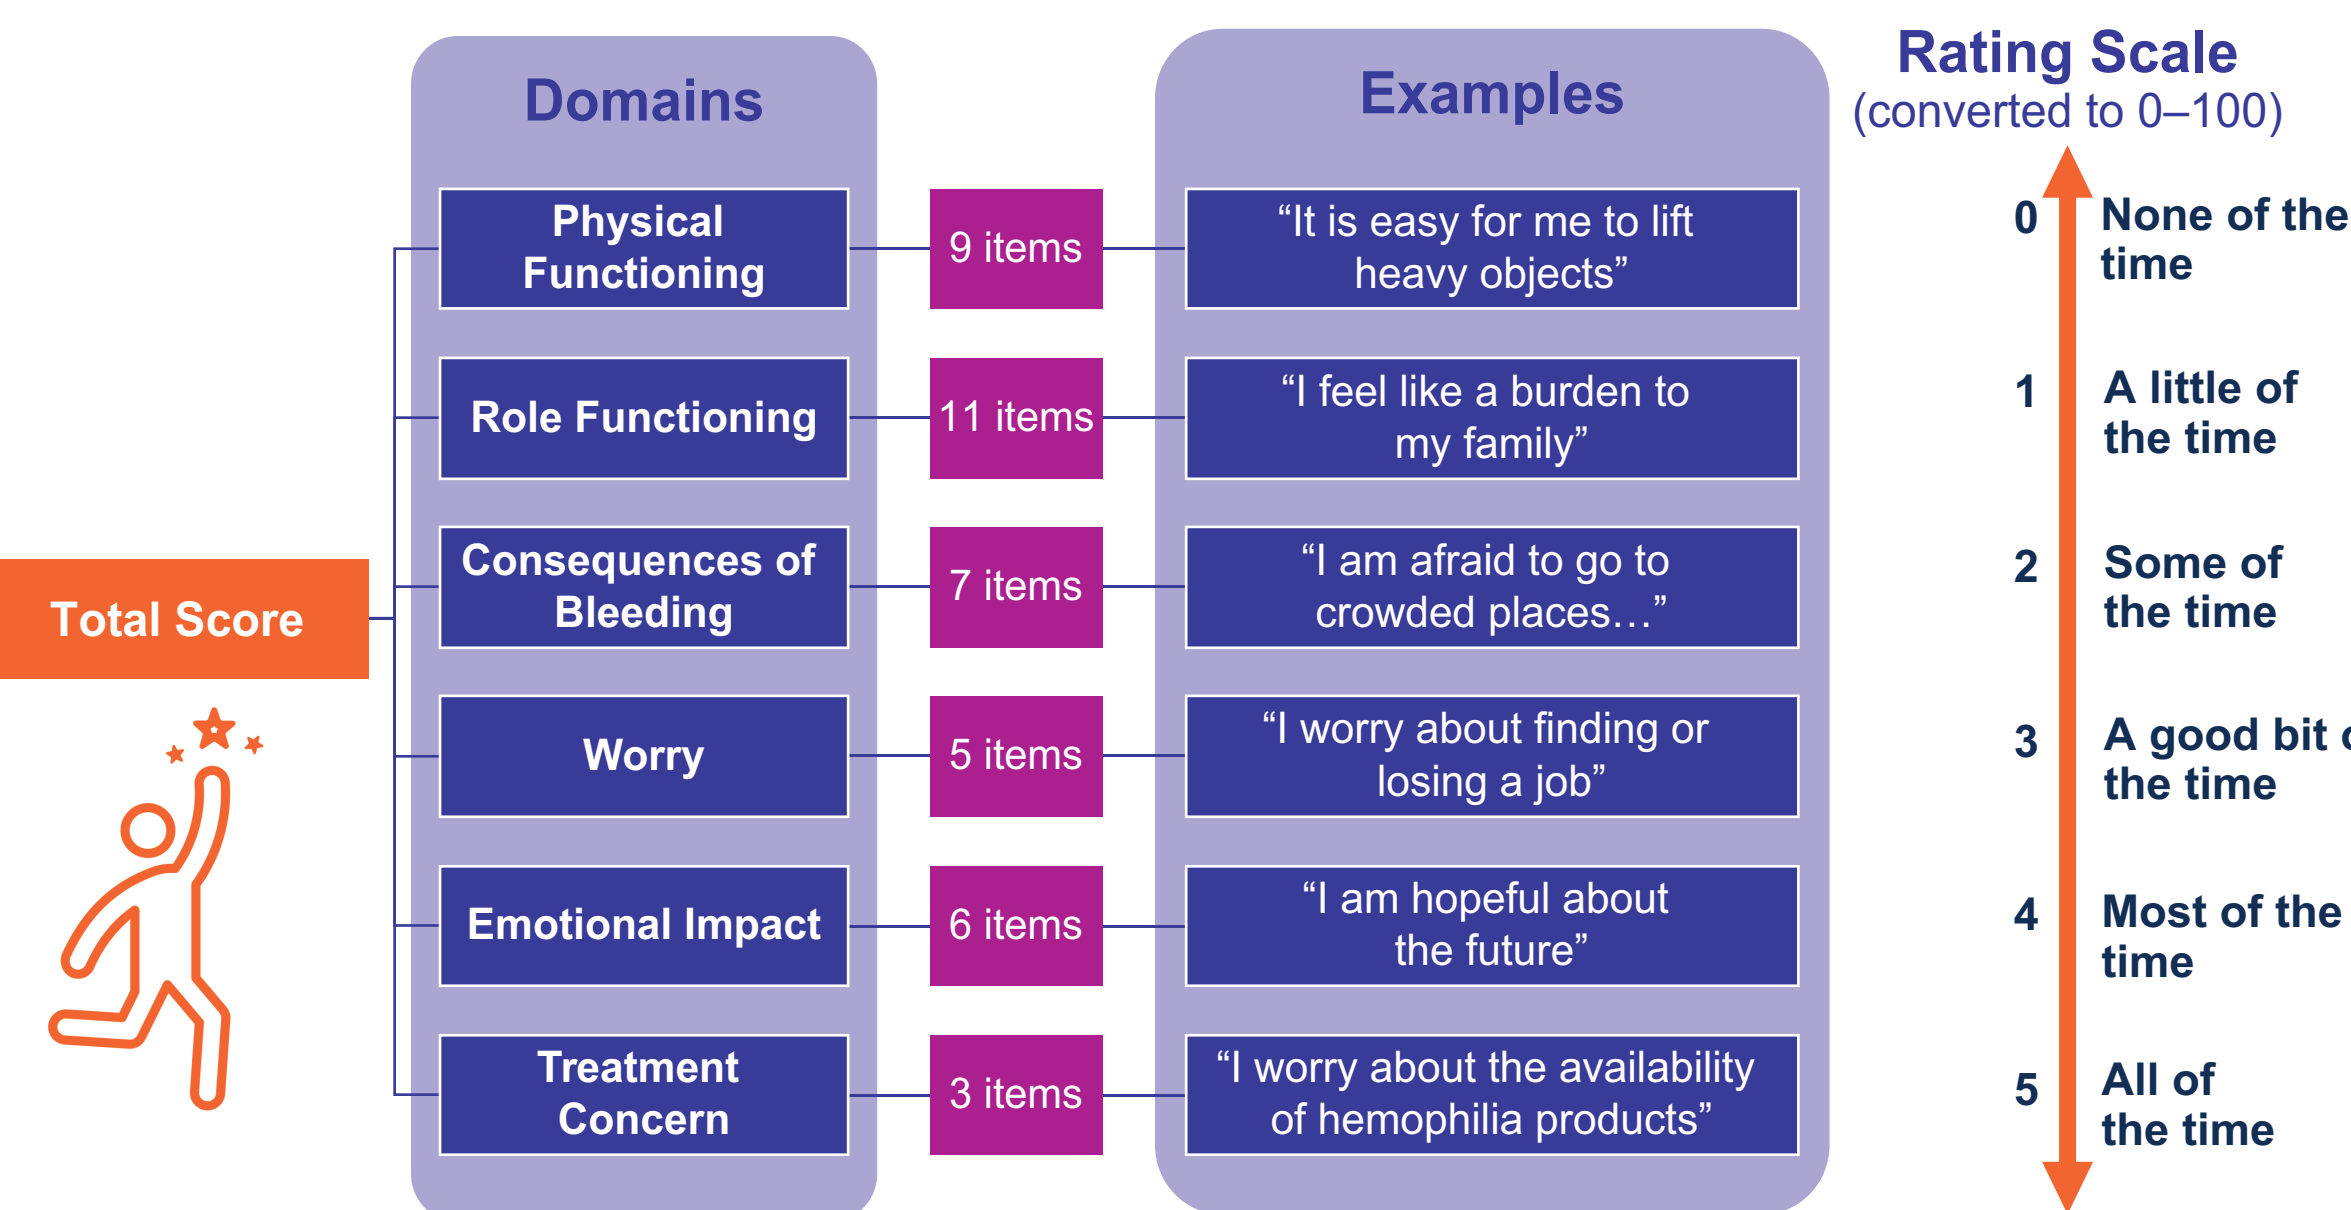 Domains
Examples
Rating Scale
(converted to 0–100)
Total Score
Physical
Functioning
9 items
“It is easy for me to lift
heavy objects”
Role Functioning
11 items
“I feel like a burden to
my family”
Consequences of
Bleeding
7 items
“I am afraid to go to
crowded places…”
Worry
5 items
“I worry about finding or
losing a job”
Emotional Impact
6 items
“I am hopeful about
the future”
Treatment
Concern
3 items
“I worry about the availability
of hemophilia products”
0 None of the
time
1 A little of
the time
2 Some of
the time
3 A good bit
the time
4 Most of the
time
5 All of
the time